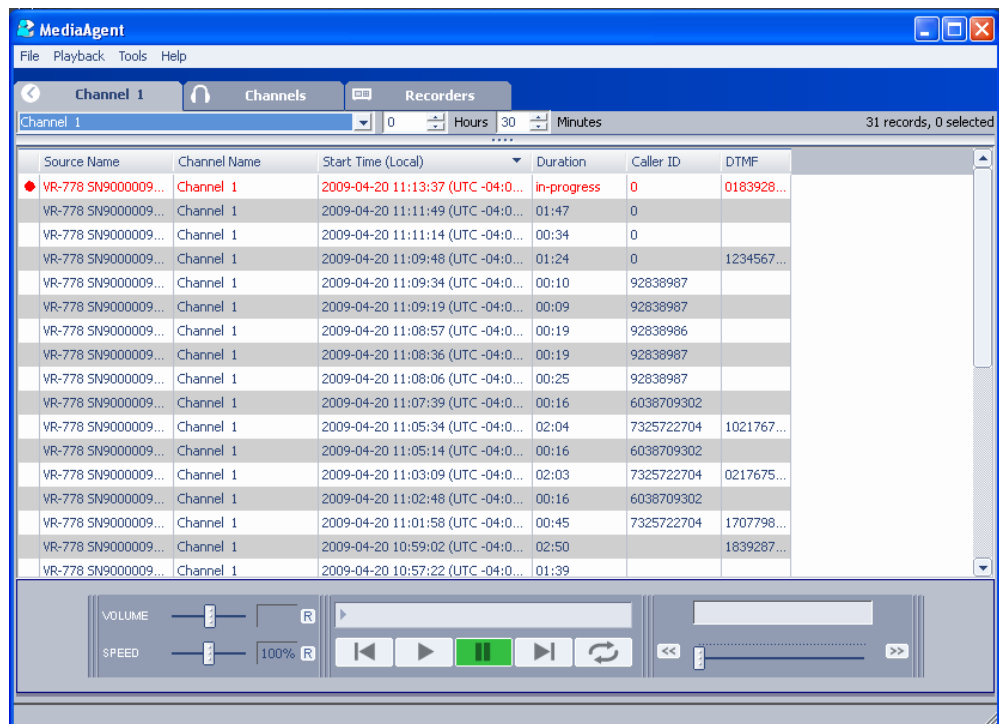 MediaAgent
File Playback Tools Help
Channel 1 Channels Recorders
Channel 1 0 Hours 30 Minutes 31 records, 0 selected
Source Name Channel Name Start Time (Local) Duration Caller ID DTMF
VR-778 SN9000009... Channel 1 2009-04-20 11:13:37 (UTC -04:0... in-progress 0 0183928...
VR-778 SN9000009... Channel 1 2009-04-20 11:11:49 (UTC -04:0... 01:47 0
VR-778 SN9000009... Channel 1 2009-04-20 11:11:14 (UTC -04:0... 00:34 0
VR-778 SN9000009... Channel 1 2009-04-20 11:09:48 (UTC -04:0... 01:24 0 1234567...
VR-778 SN9000009... Channel 1 2009-04-20 11:09:34 (UTC -04:0... 00:10 92838987
VR-778 SN9000009... Channel 1 2009-04-20 11:09:19 (UTC -04:0... 00:09 92838987
VR-778 SN9000009... Channel 1 2009-04-20 11:08:57 (UTC -04:0... 00:19 92838986
VR-778 SN9000009... Channel 1 2009-04-20 11:08:36 (UTC -04:0... 00:19 92838987
VR-778 SN9000009... Channel 1 2009-04-20 11:08:06 (UTC -04:0... 00:25 92838987
VR-778 SN9000009... Channel 1 2009-04-20 11:07:39 (UTC -04:0... 00:16 6038709302
VR-778 SN9000009... Channel 1 2009-04-20 11:05:34 (UTC -04:0... 02:04 7325722704 1021767...
VR-778 SN9000009... Channel 1 2009-04-20 11:05:14 (UTC -04:0... 00:16 6038709302
VR-778 SN9000009... Channel 1 2009-04-20 11:03:09 (UTC -04:0... 02:03 7325722704 0217675...
VR-778 SN9000009... Channel 1 2009-04-20 11:02:48 (UTC -04:0... 00:16 6038709302
VR-778 SN9000009... Channel 1 2009-04-20 11:01:58 (UTC -04:0... 00:45 7325722704 1707798...
VR-778 SN9000009... Channel 1 2009-04-20 10:59:02 (UTC -04:0... 02:50 1839287...
VR-778 SN9000009... Channel 1 2009-04-20 10:57:22 (UTC -04:0... 01:39
VOLUME R
SPEED 100% R << >>